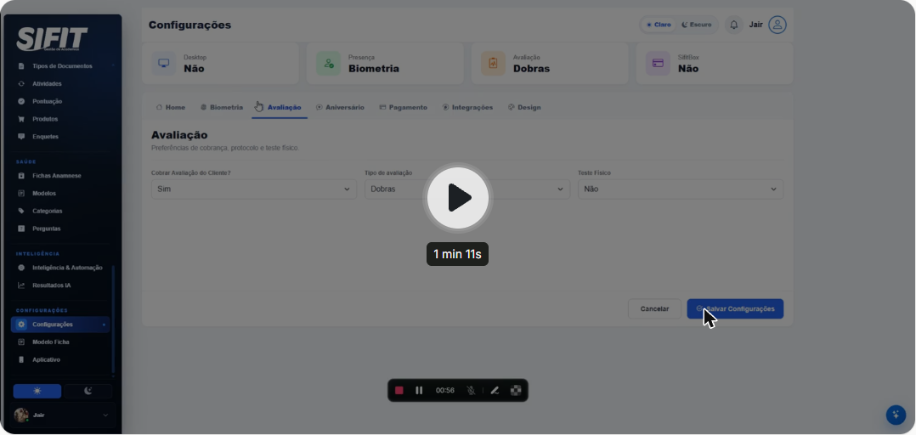 SIFIT
Configurações
Claro
Escuro
Jair
Desktop
Não
Presença
Biometria
Avaliação
Dobras
Não
Tipos de Documentos
Atividades
Pontuação
Produtos
Enquetes
SAÚDE
Fichas Anamnese
Modelos
Categorias
Perguntas
INTELIGÊNCIA
Inteligência & Automação
Resultados IA
CONFIGURAÇÕES
Configurações
Modelo Ficha
Aplicativo
Jair
Home
Biometria
Avaliação
Aniversário
Pagamento
Integrações
Design
Avaliação
Preferências de cobrança, protocolo e teste físico.
Cobrar Avaliação do Cliente?
Sim
Tipo de avaliação
Dobras
Teste Físico
Não
1 min 11s
Cancelar
Salvar Configurações
00:58